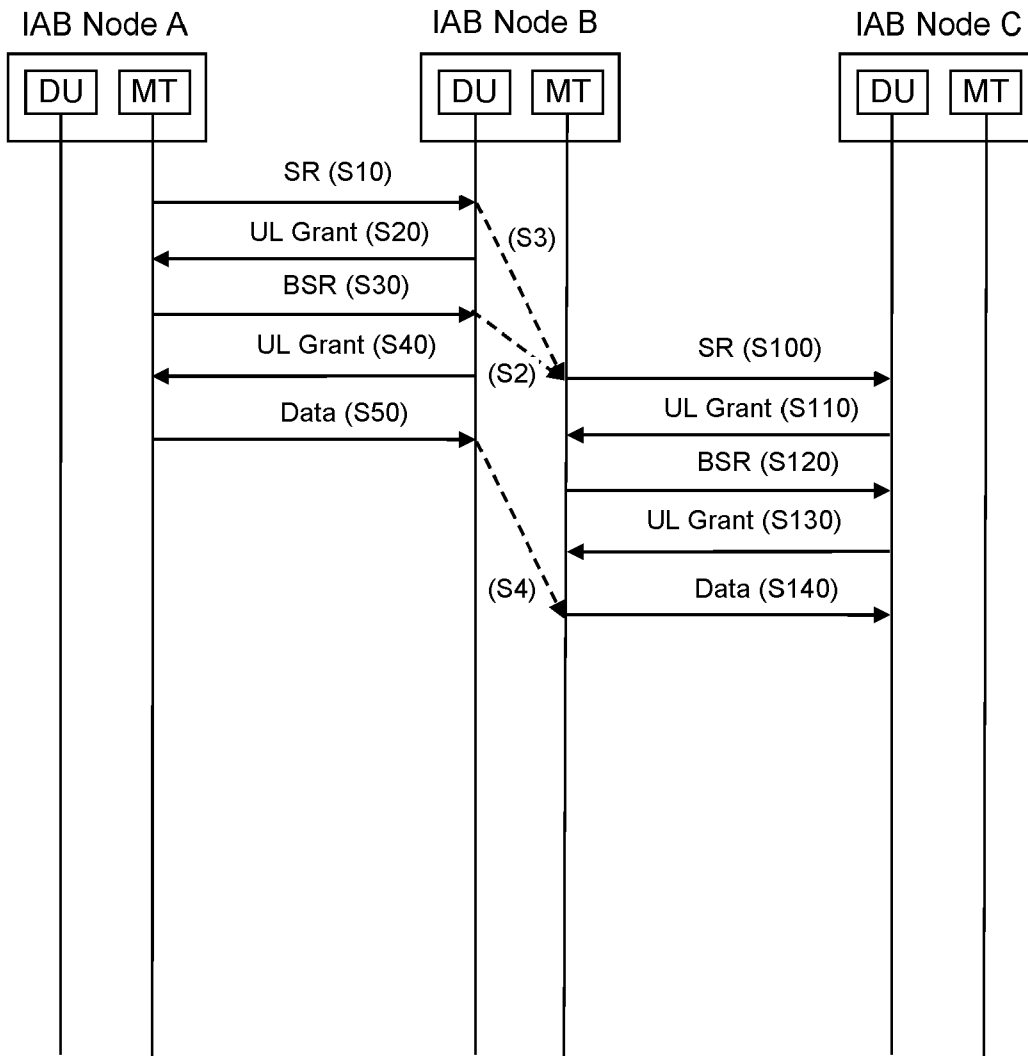 IAB Node A
IAB Node B
IAB Node C
DU
MT
DU
MT
DU
MT
SR (S10)
UL Grant (S20)
(S3)
BSR (S30)
UL Grant (S40)
(S2)
SR (S100)
Data (S50)
UL Grant (S110)
BSR (S120)
UL Grant (S130)
(S4)
Data (S140)